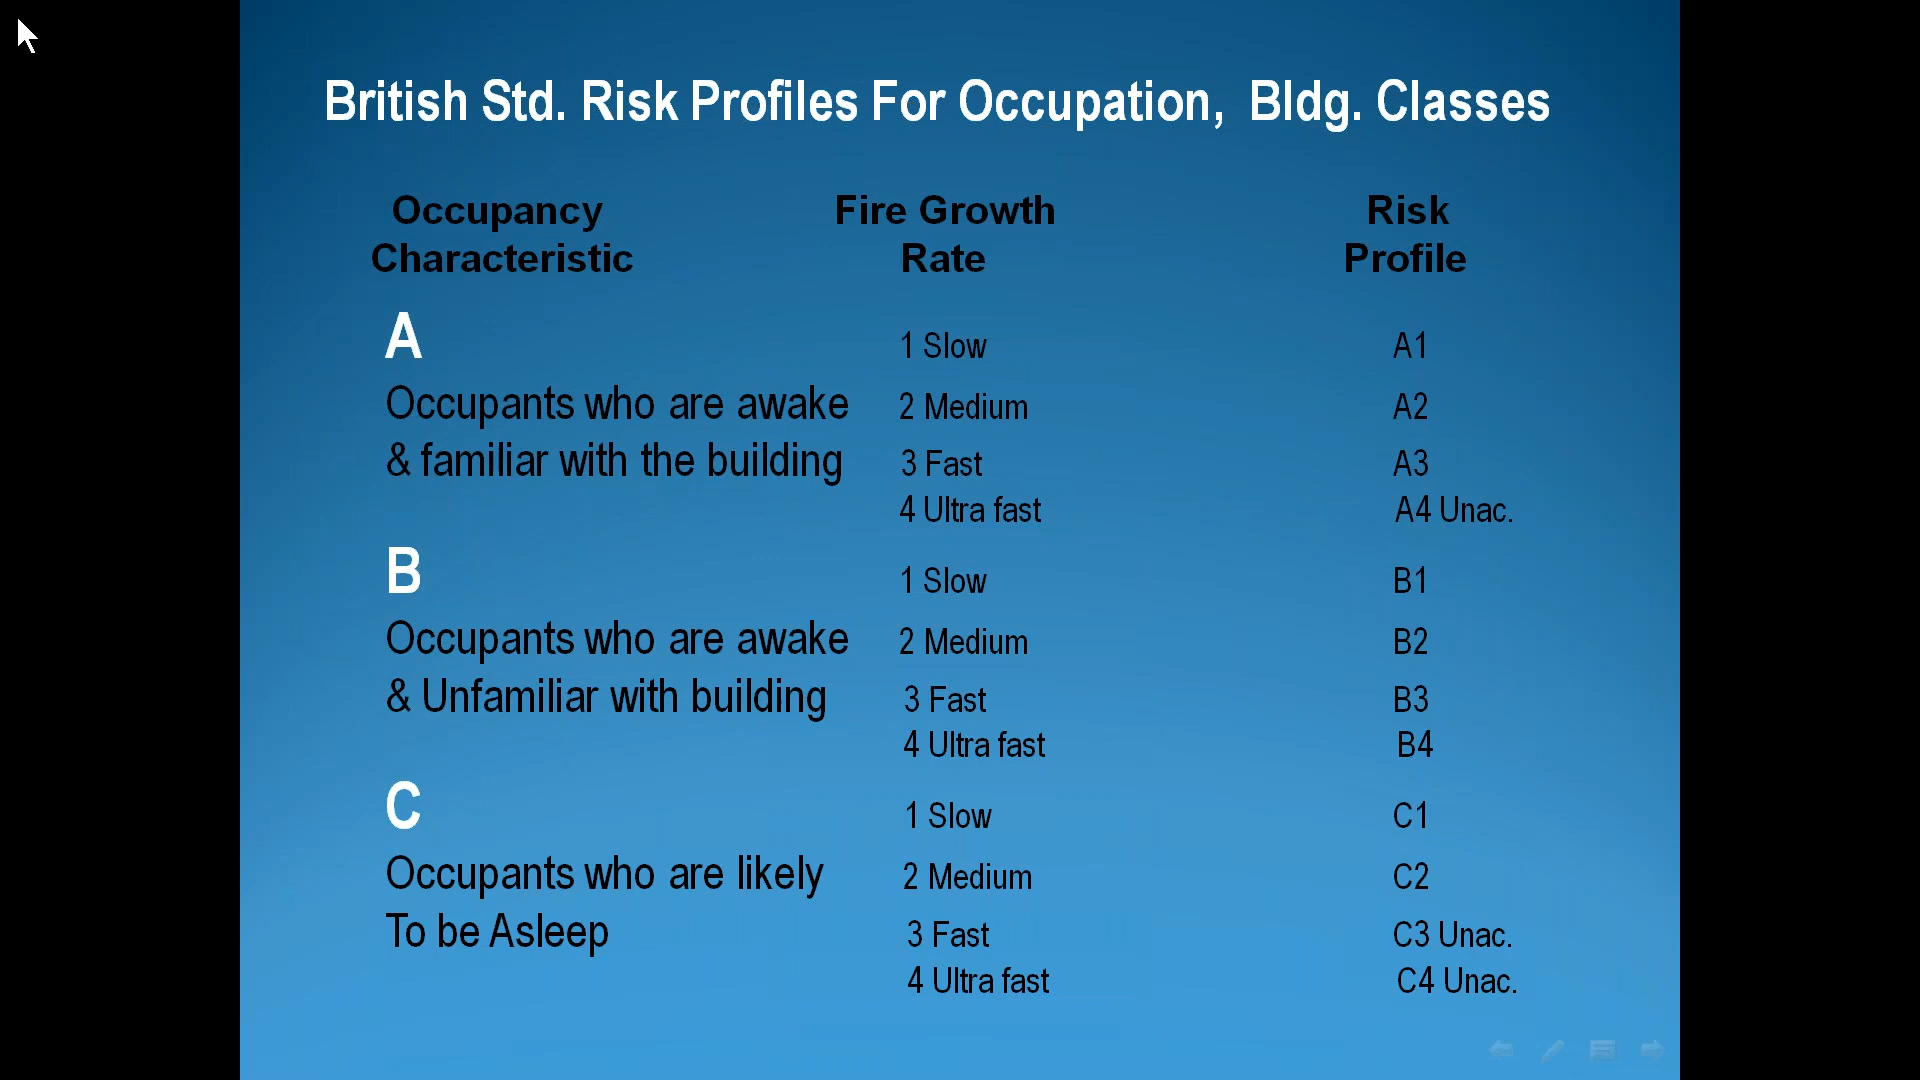 British Std. Risk Profiles For Occupation, Bldg. Classes
Occupancy Fire Growth Risk
Characteristic Rate Profile
A 1 Slow A1
Occupants who are awake 2 Medium A2
& familiar with the building 3 Fast A3
4 Ultra fast A4 Unac.
B 1 Slow B1
Occupants who are awake 2 Medium B2
& Unfamiliar with building 3 Fast B3
4 Ultra fast B4
C 1 Slow C1
Occupants who are likely 2 Medium C2
To be Asleep 3 Fast C3 Unac.
4 Ultra fast C4 Unac.